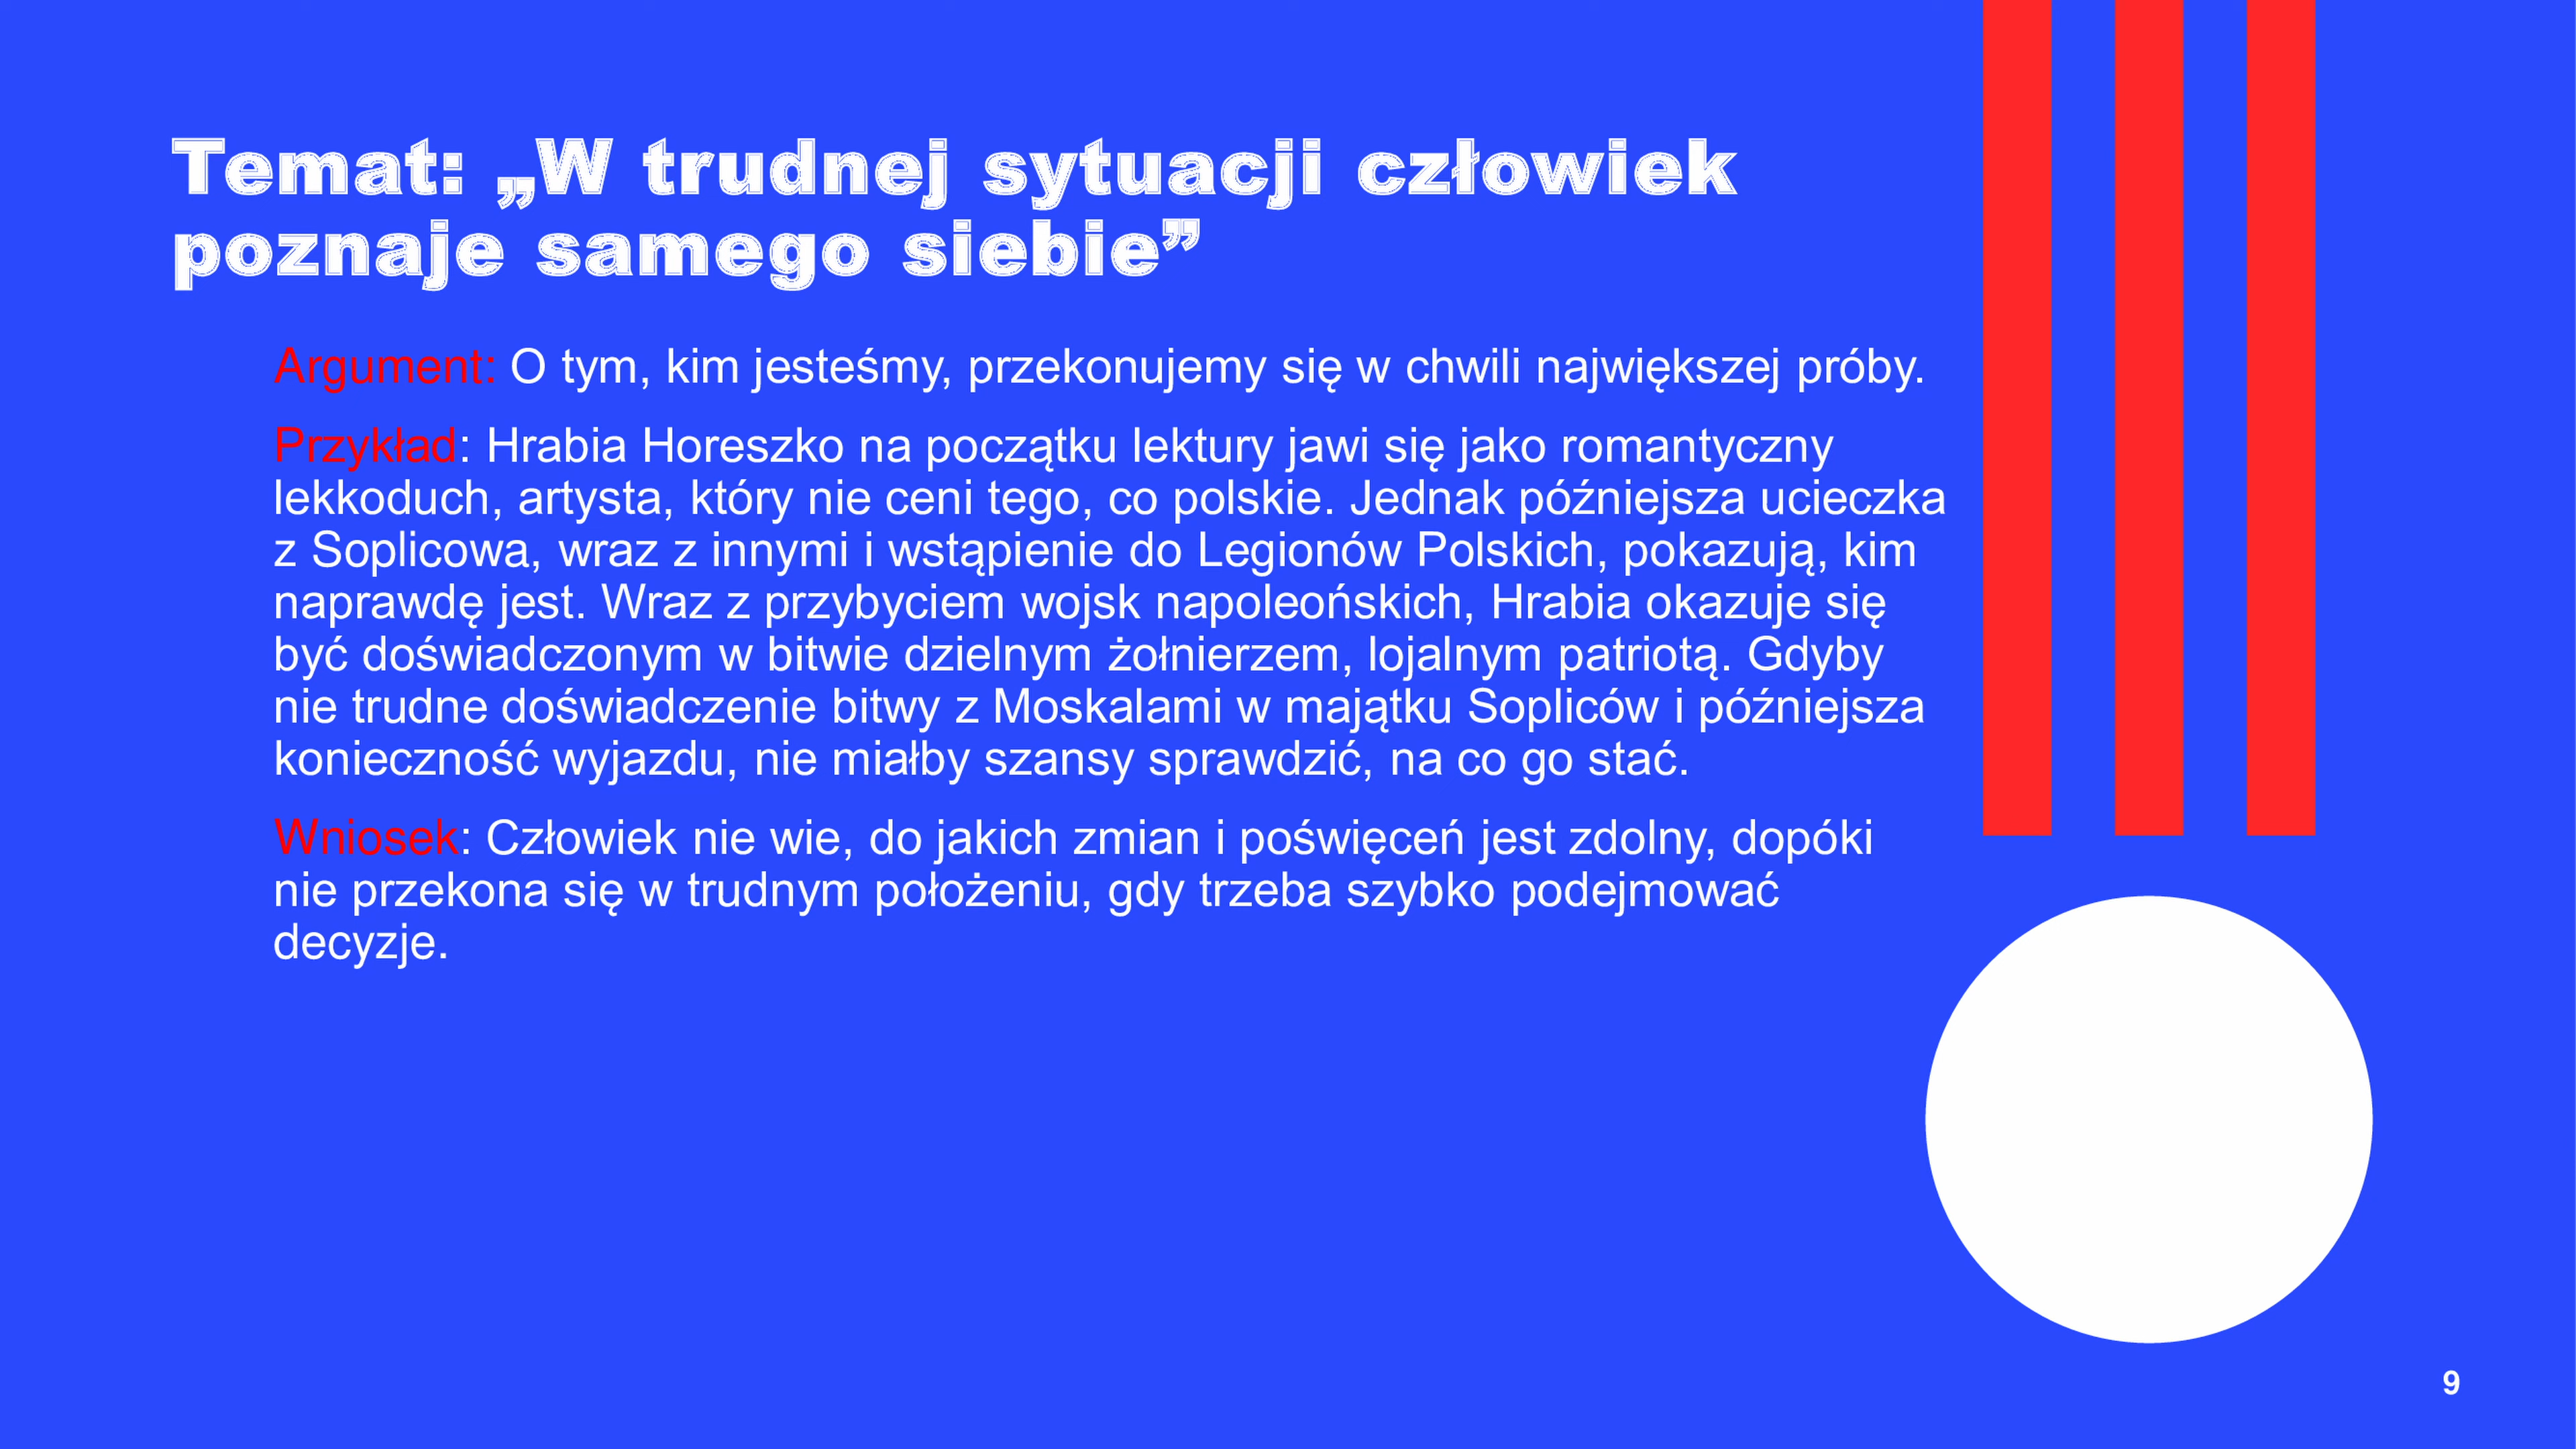 Temat: „W trudnej sytuacji człowiek
poznaje samego siebie”
Argument: O tym, kim jesteśmy, przekonujemy się w chwili największej próby.
Przykład: Hrabia Horeszko na początku lektury jawi się jako romantyczny
lekkoduch, artysta, który nie ceni tego, co polskie. Jednak późniejsza ucieczka
z Soplicowa, wraz z innymi i wstąpienie do Legionów Polskich, pokazują, kim
naprawdę jest. Wraz z przybyciem wojsk napoleońskich, Hrabia okazuje się
być doświadczonym w bitwie dzielnym żołnierzem, lojalnym patriotą. Gdyby
nie trudne doświadczenie bitwy z Moskalami w majątku Sopliców i późniejsza
konieczność wyjazdu, nie miałby szansy sprawdzić, na co go stać.
Wniosek: Człowiek nie wie, do jakich zmian i poświęceń jest zdolny, dopóki
nie przekona się w trudnym położeniu, gdy trzeba szybko podejmować
decyzje.
9